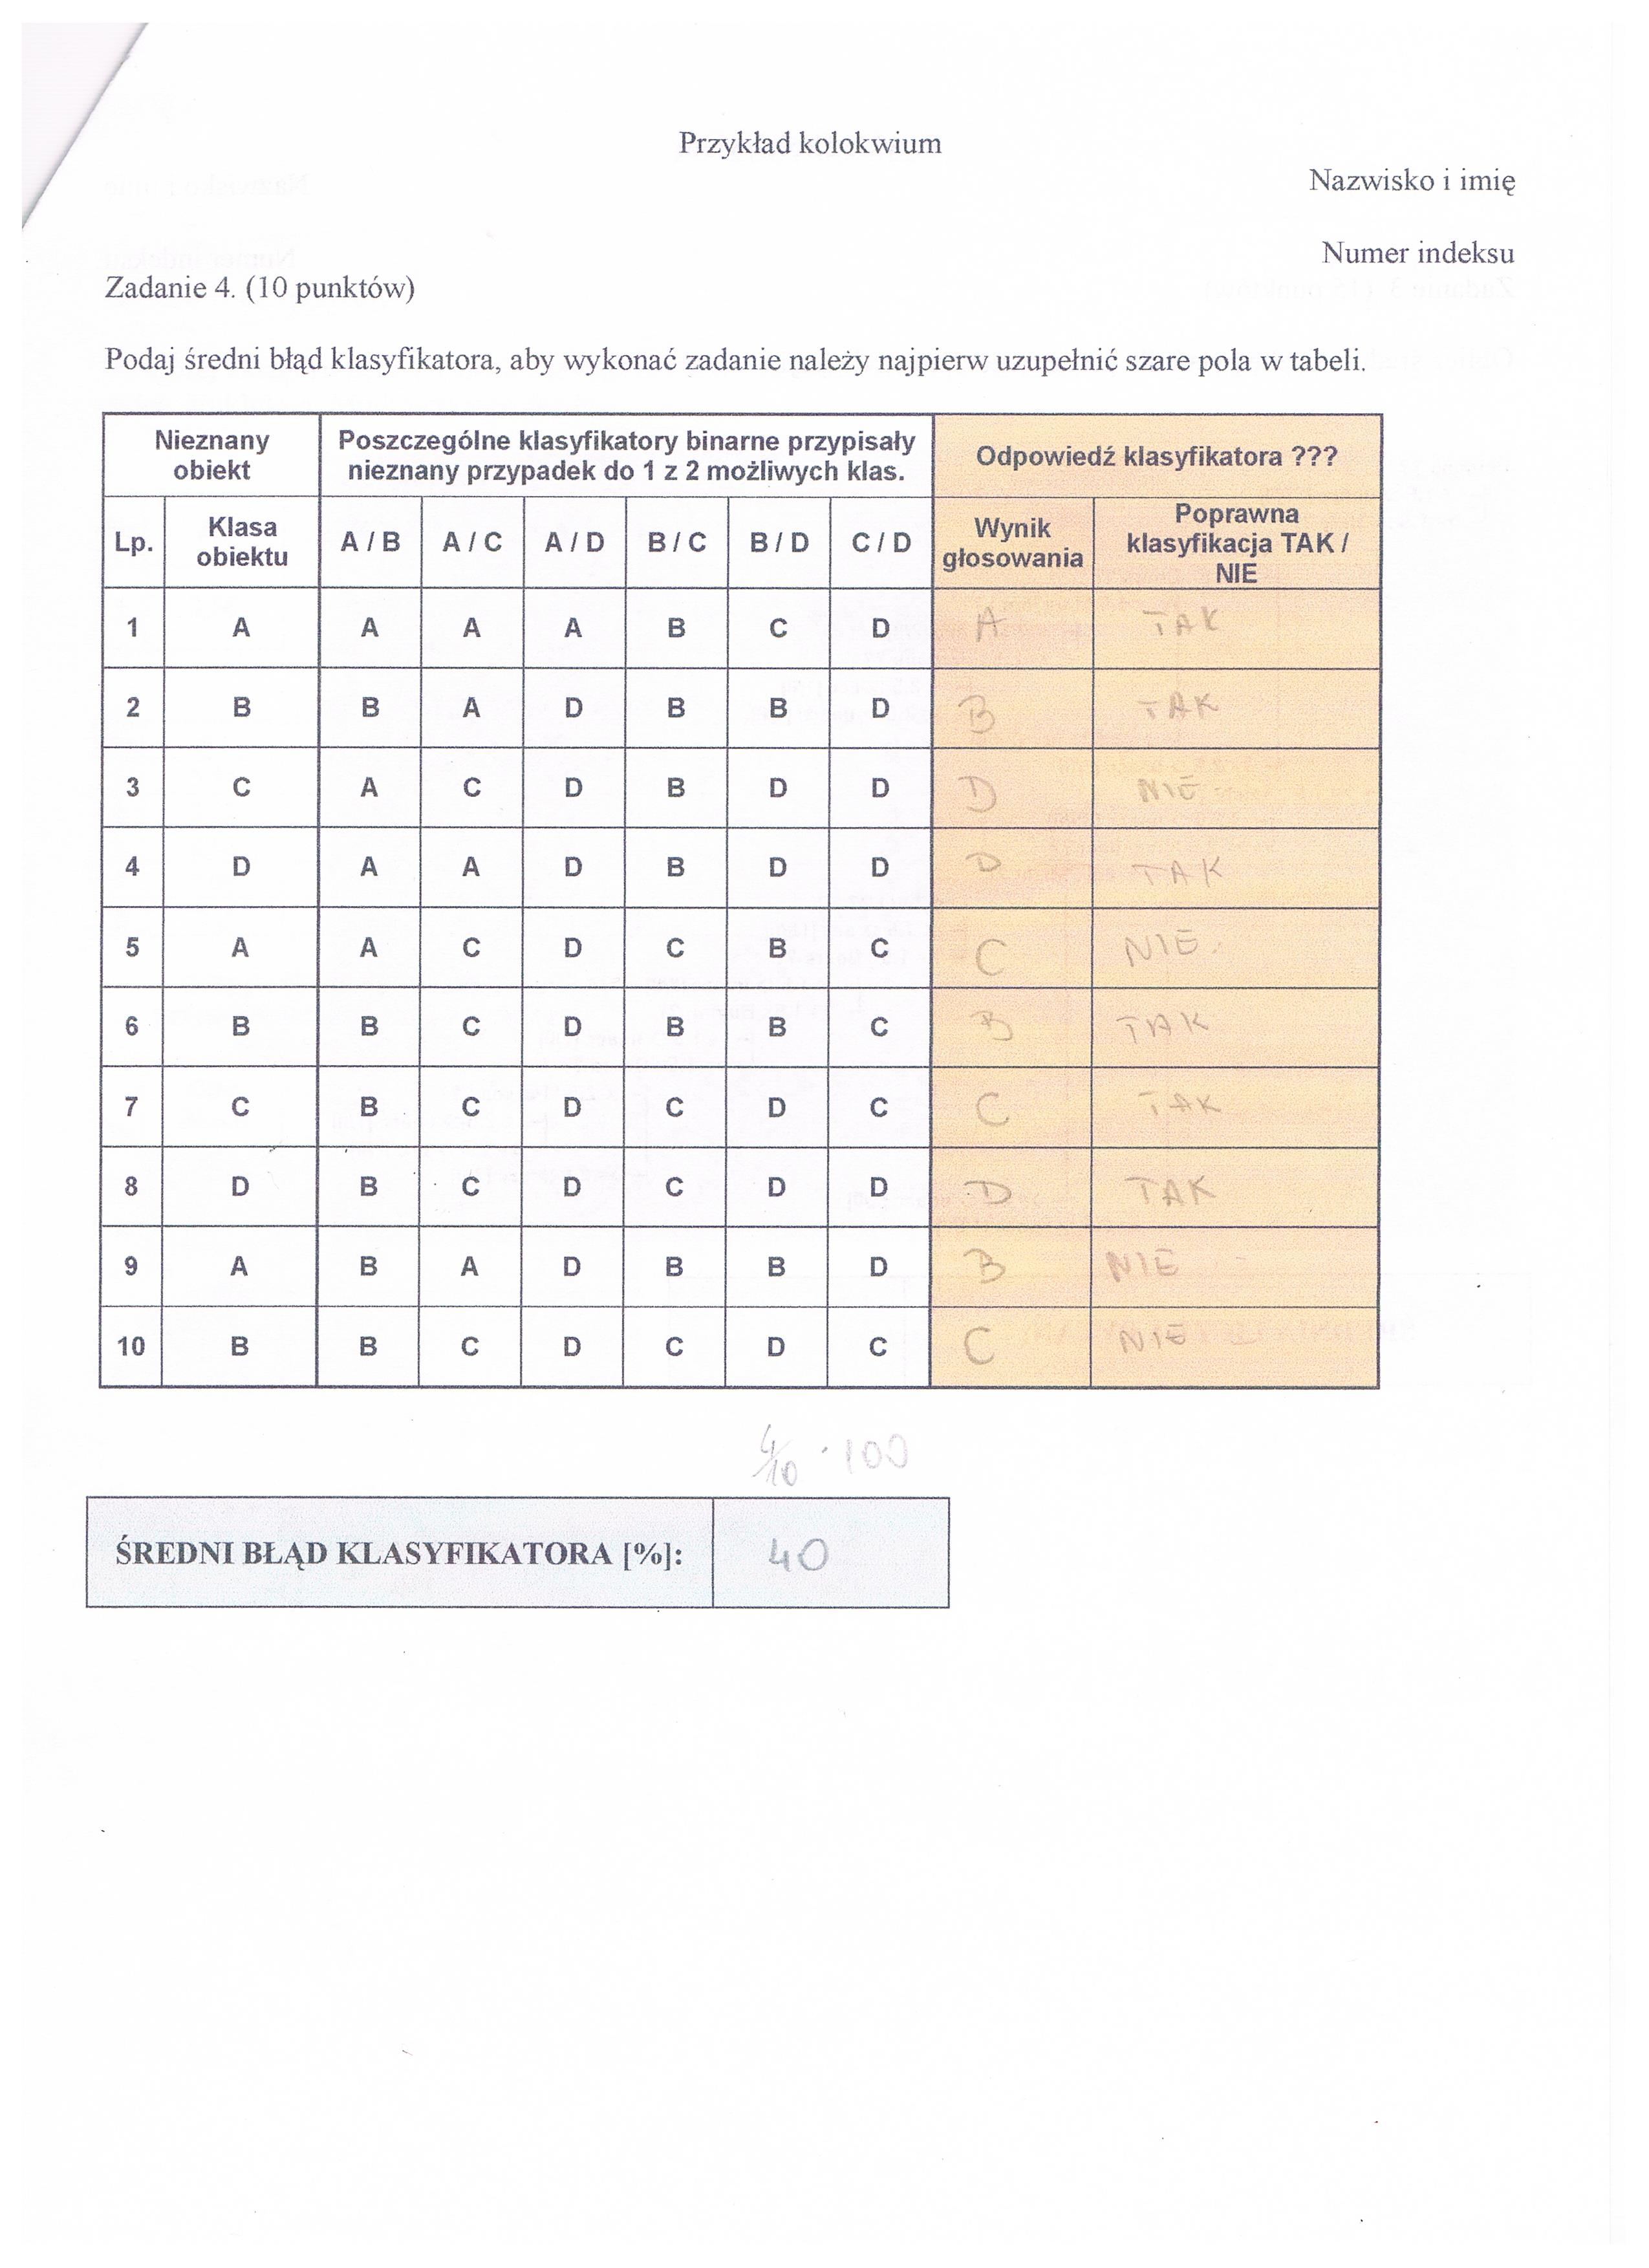 Przykład kolokwium
Nazwisko i imię
Numer indeksu
Zadanie 4. (10 punktów)
Podaj średni błąd klasyfikatora, aby wykonać zadanie należy najpierw uzupełnić szare pola w tabeli.
Nieznany obiekt Poszczególne klasyfikatory binarne przypisały nieznany przypadek do 1 z 2 możliwych klas. Odpowiedź klasyfikatora ???
Lp. Klasa obiektu A / B A / C A / D B / C B / D C / D Wynik głosowania Poprawna klasyfikacja TAK / NIE
1 A A A A B C D A TAK
2 B B A D B B D B TAK
3 C A C D B D D D NIE
4 D A A D B D D D TAK
5 A A C D C B C C NIE
6 B B C D B B C B TAK
7 C B C D C D C C TAK
8 D B C D C D D D TAK
9 A B A D B B D B NIE
10 B B C D C D C C NIE
4/10 · 100
ŚREDNI BŁĄD KLASYFIKATORA [%]: 40